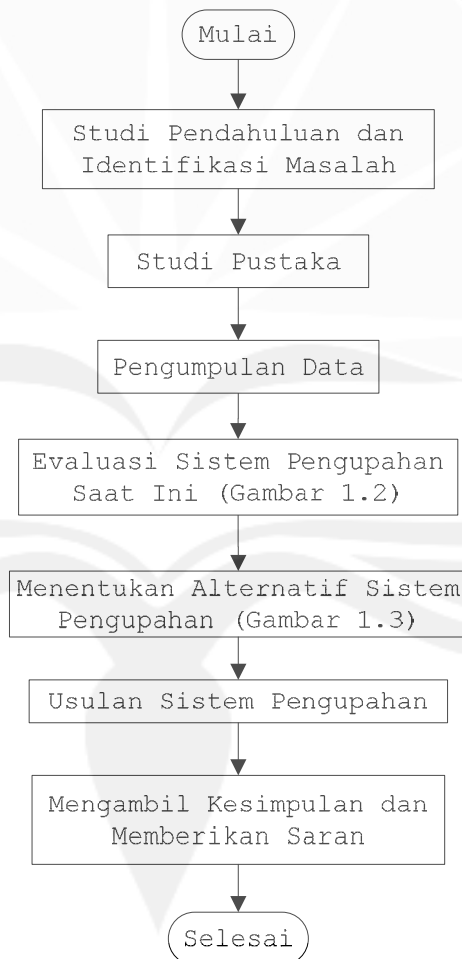 Mulai
Studi Pendahuluan dan
Identifikasi Masalah
Studi Pustaka
Pengumpulan Data
Evaluasi Sistem Pengupahan
Saat Ini (Gambar 1.2)
Menentukan Alternatif Sistem
Pengupahan (Gambar 1.3)
Usulan Sistem Pengupahan
Mengambil Kesimpulan dan
Memberikan Saran
Selesai